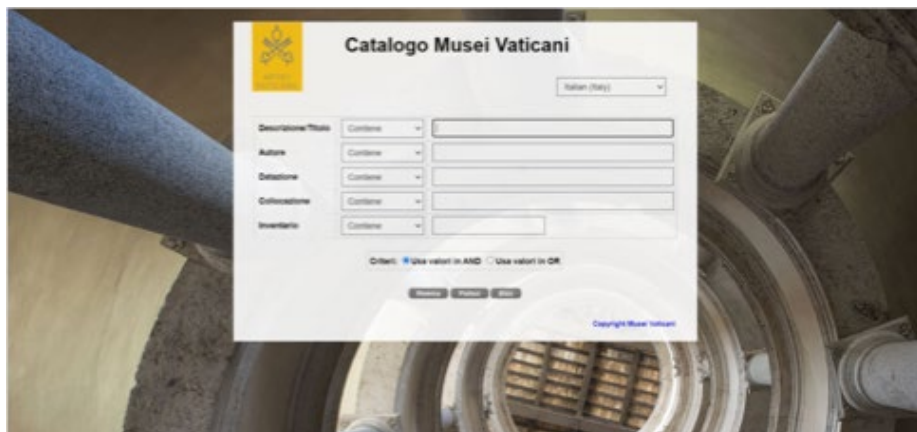 Catalogo Musei Vaticani
Italian (Italy)
Descrizione/Titolo Contiene
Autore Contiene
Datazione Contiene
Collocazione Contiene
Inventario Contiene
Criteri: Usa valori in AND Usa valori in OR
Ricerca Pulisci
Copyright Musei Vaticani